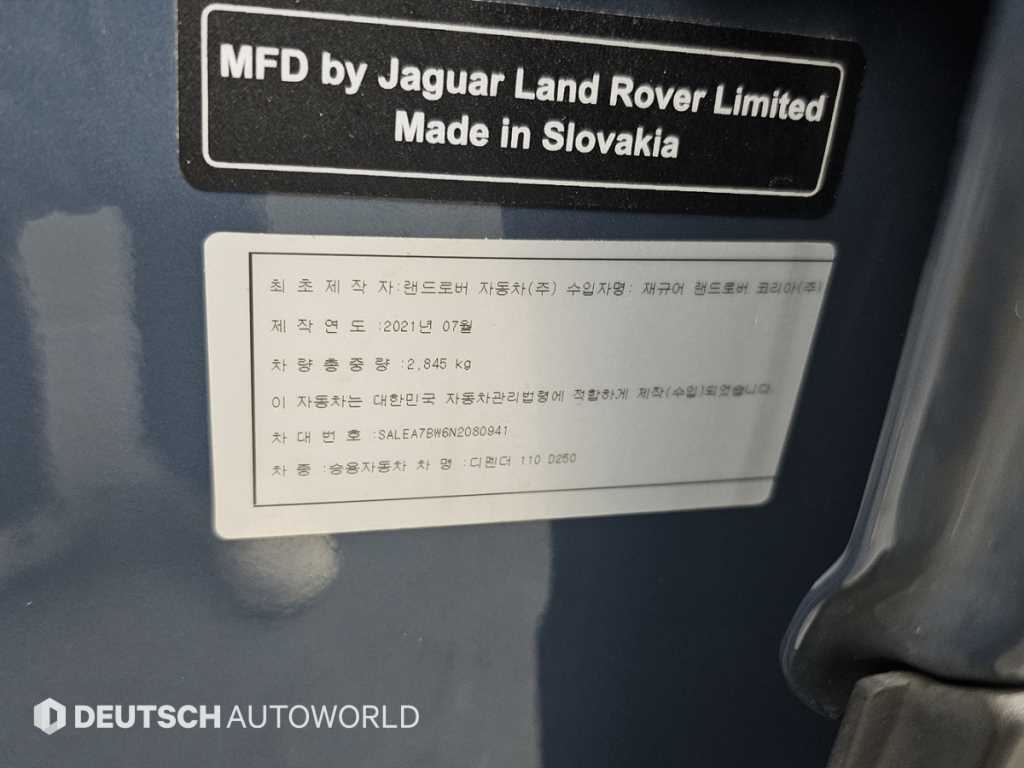 MFD by Jaguar Land Rover Limited
Made in Slovakia
최 초 제 작 자 :랜드로버 자동차(주) 수입자명: 재규어 랜드로버 코리아(주)
제 작 연 도 :2021년 07월
차 량 총 중 량 :2,845 kg
이 자동차는 대한민국 자동차관리법령에 적합하게 제작(수입)되었습니다.
차 대 번 호 :SALEA7BW6N2080941
차 종 :승용자동차 차 명 :디펜더 110 D250
DEUTSCH AUTOWORLD